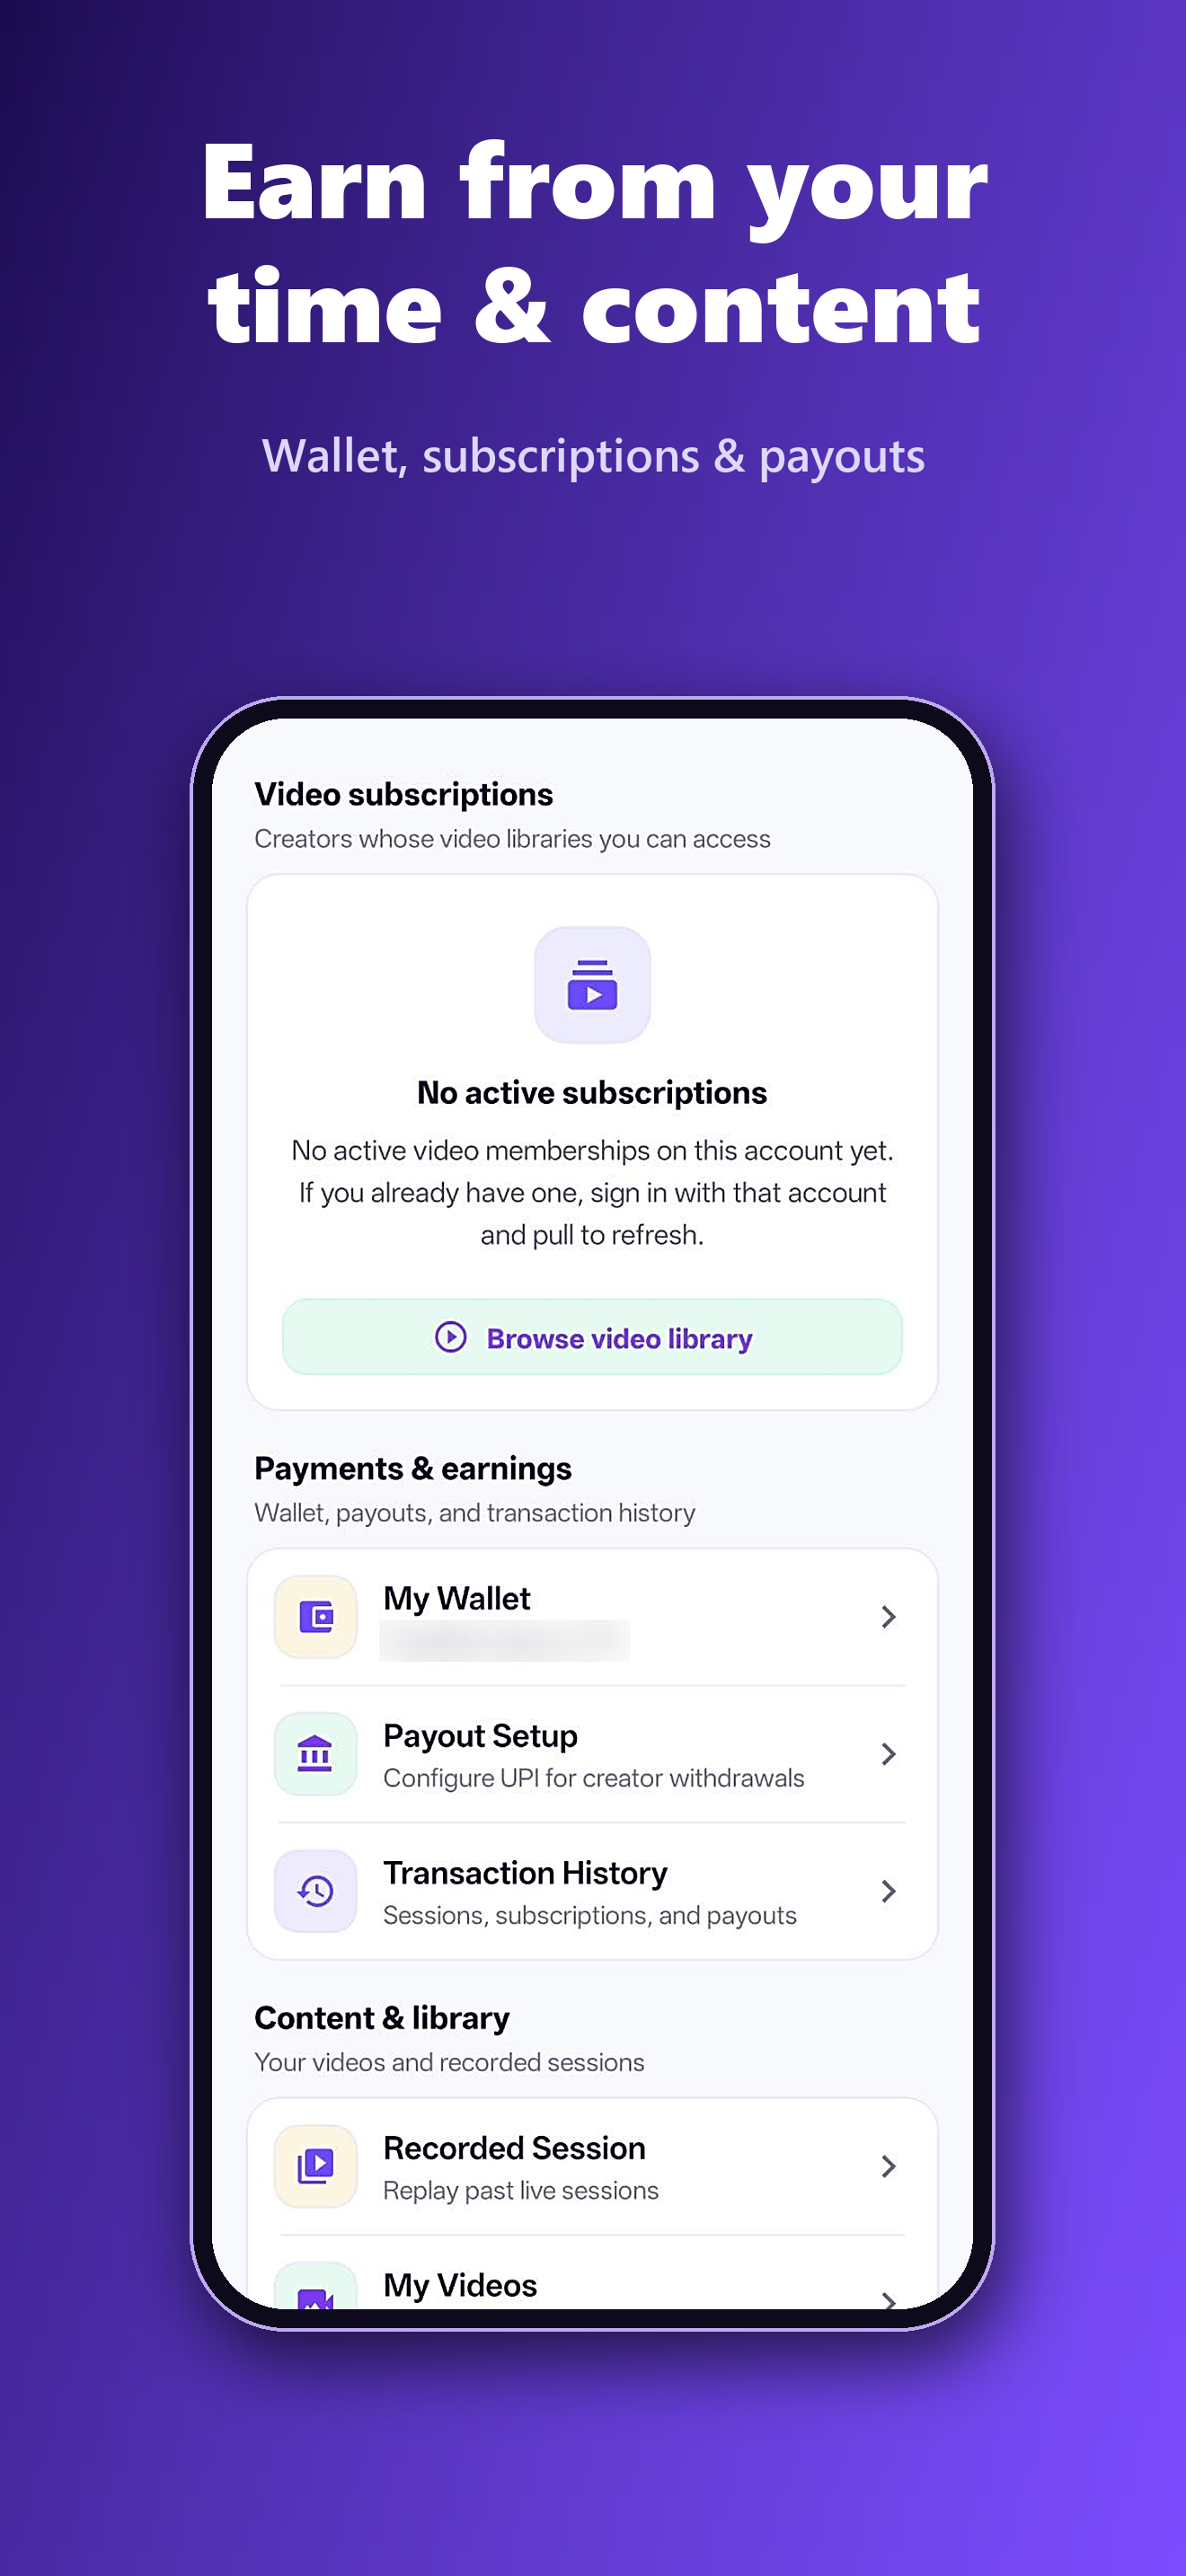 Earn from your
time & content
Wallet, subscriptions & payouts
Video subscriptions
Creators whose video libraries you can access
No active subscriptions
No active video memberships on this account yet.
If you already have one, sign in with that account
and pull to refresh.
Browse video library
Payments & earnings
Wallet, payouts, and transaction history
My Wallet
Payout Setup
Configure UPI for creator withdrawals
Transaction History
Sessions, subscriptions, and payouts
Content & library
Your videos and recorded sessions
Recorded Session
Replay past live sessions
My Videos